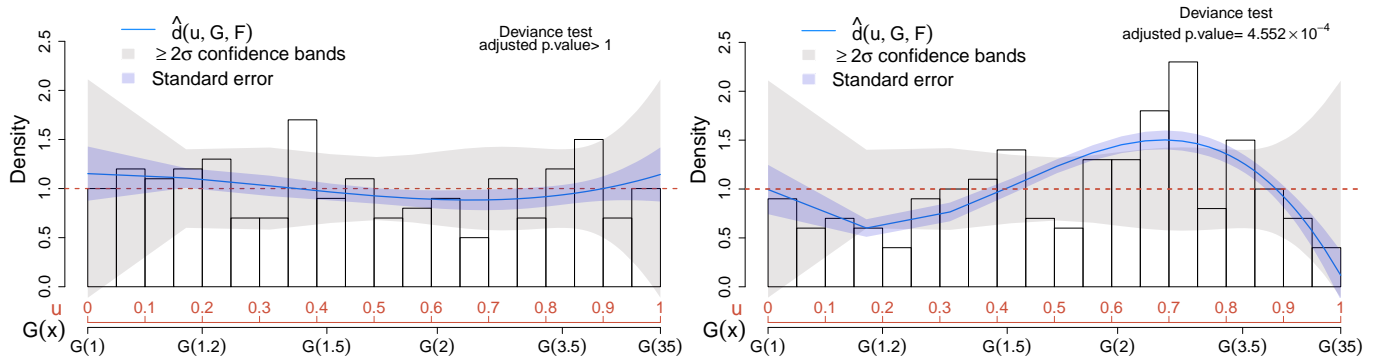 d̂(u, G, F)
≥ 2σ confidence bands
Standard error
Deviance test
adjusted p.value> 1
Density
0.0 0.5 1.0 1.5 2.0 2.5
u 0 0.1 0.2 0.3 0.4 0.5 0.6 0.7 0.8 0.9 1
G(x)
G(1) G(1.2) G(1.5) G(2) G(3.5) G(35)
d̂(u, G, F)
≥ 2σ confidence bands
Standard error
Deviance test
adjusted p.value= 4.552×10⁻⁴
Density
0.0 0.5 1.0 1.5 2.0 2.5
u 0 0.1 0.2 0.3 0.4 0.5 0.6 0.7 0.8 0.9 1
G(x)
G(1) G(1.2) G(1.5) G(2) G(3.5) G(35)